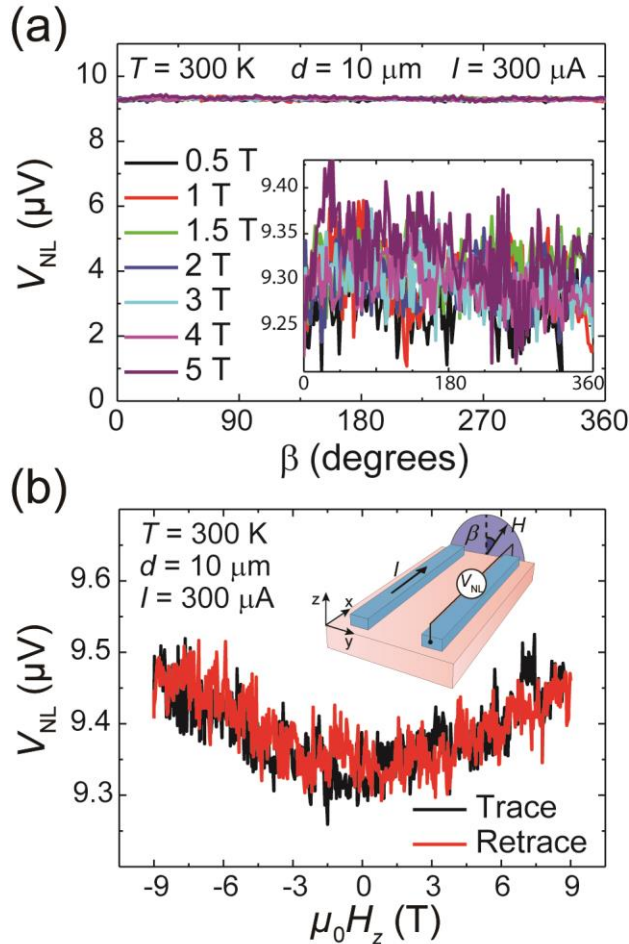 (a)
T = 300 K d = 10 μm I = 300 μA
10
8
6
4
2
0
V_NL (μV)
0.5 T
1 T
1.5 T
2 T
3 T
4 T
5 T
9.40
9.35
9.30
9.25
0 180 360
0 90 180 270 360
β (degrees)
(b)
T = 300 K
d = 10 μm
I = 300 μA
β H
I
V_NL
z x
y
9.6
9.5
9.4
9.3
V_NL (μV)
Trace
Retrace
-9 -6 -3 0 3 6 9
μ₀H_z (T)